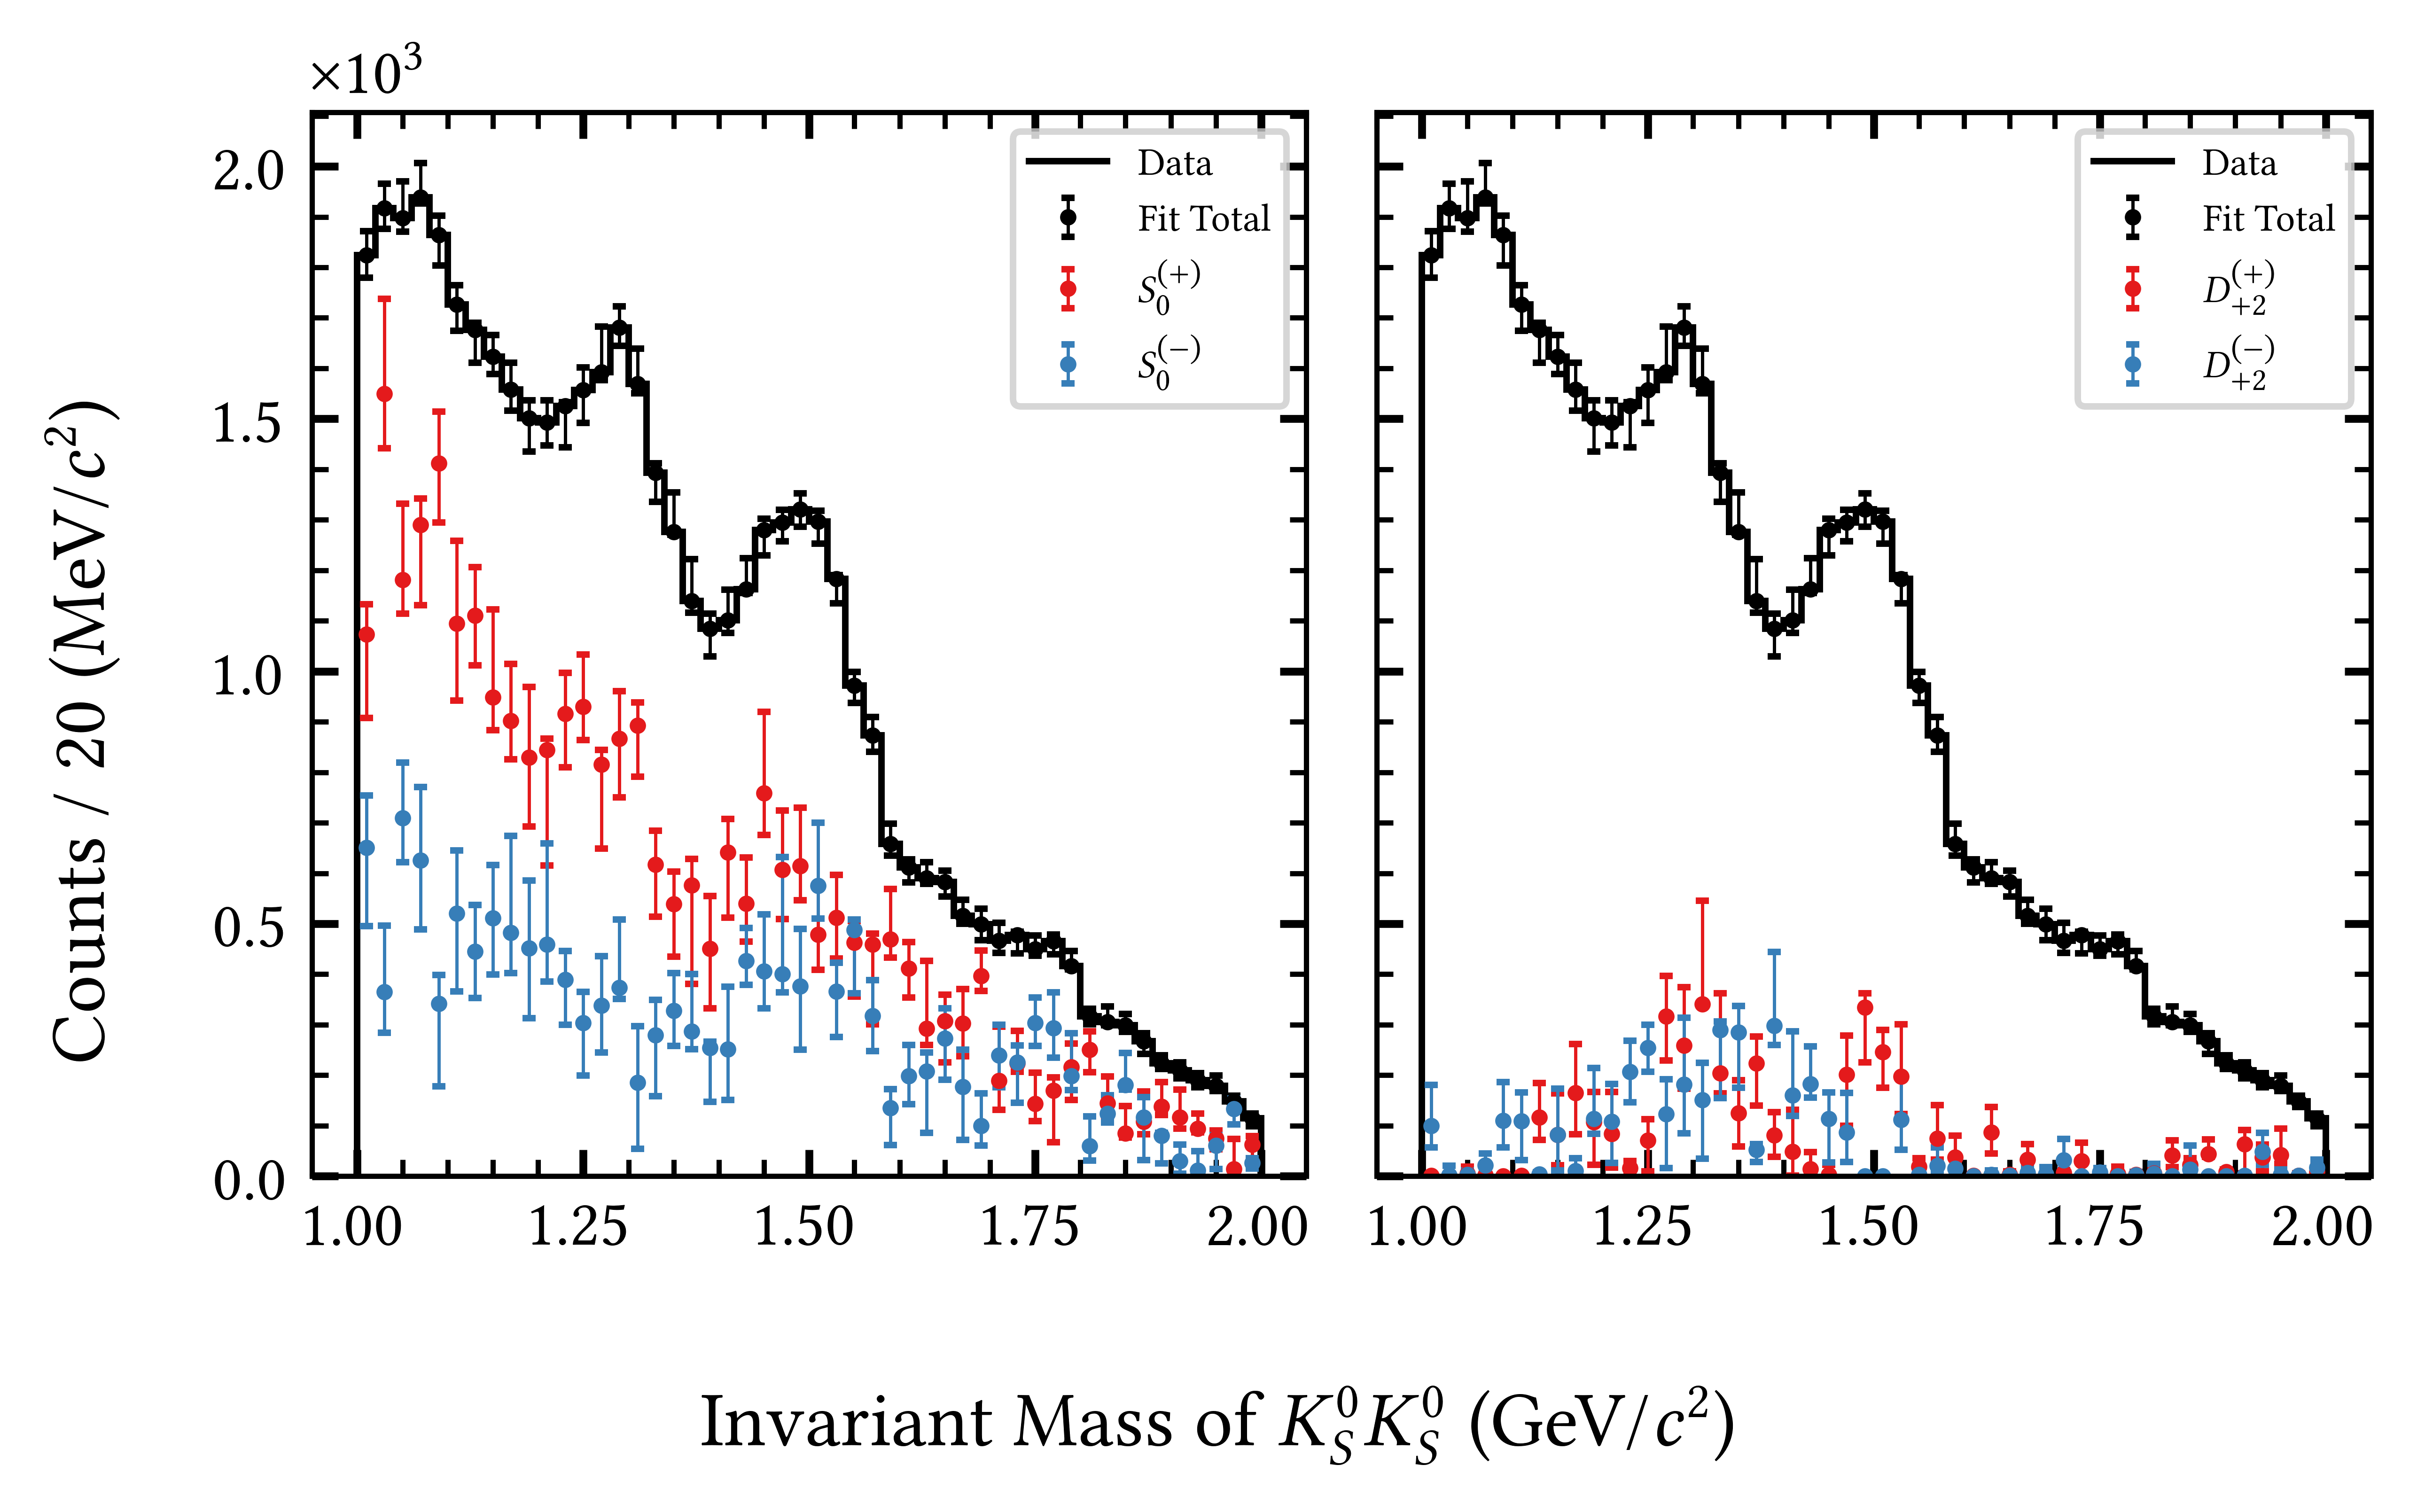 ×10³
Counts / 20 (MeV/c²)
2.0
1.5
1.0
0.5
0.0
Data
Fit Total
S₀⁽⁺⁾
S₀⁽⁻⁾
Data
Fit Total
D₊₂⁽⁺⁾
D₊₂⁽⁻⁾
1.00 1.25 1.50 1.75 2.00
1.00 1.25 1.50 1.75 2.00
Invariant Mass of K_S⁰K_S⁰ (GeV/c²)